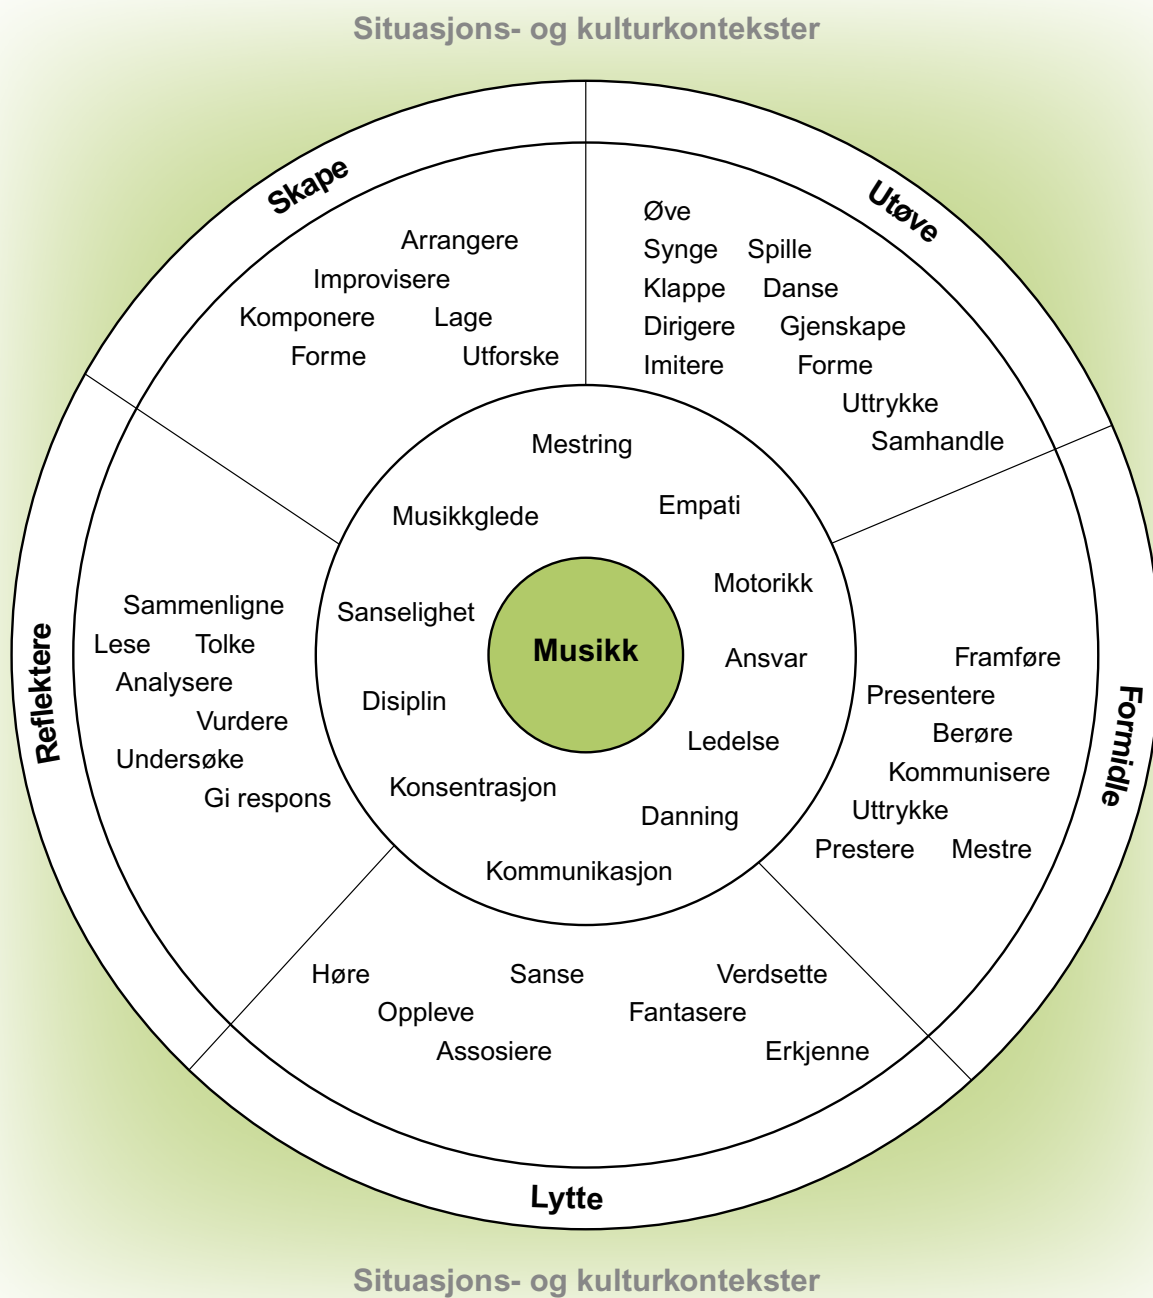 Situasjons- og kulturkontekster
Skape
Arrangere
Improvisere
Komponere Lage
Forme Utforske
Utøve
Øve
Synge Spille
Klappe Danse
Dirigere Gjenskape
Imitere Forme
Uttrykke
Samhandle
Mestring
Musikkglede Empati
Motorikk
Sanselighet
Musikk
Ansvar
Disiplin
Ledelse
Konsentrasjon
Danning
Kommunikasjon
Reflektere
Sammenligne
Lese Tolke
Analysere
Vurdere
Undersøke
Gi respons
Formidle
Framføre
Presentere
Berøre
Kommunisere
Uttrykke
Prestere Mestre
Høre Sanse Verdsette
Oppleve Fantasere
Assosiere Erkjenne
Lytte
Situasjons- og kulturkontekster